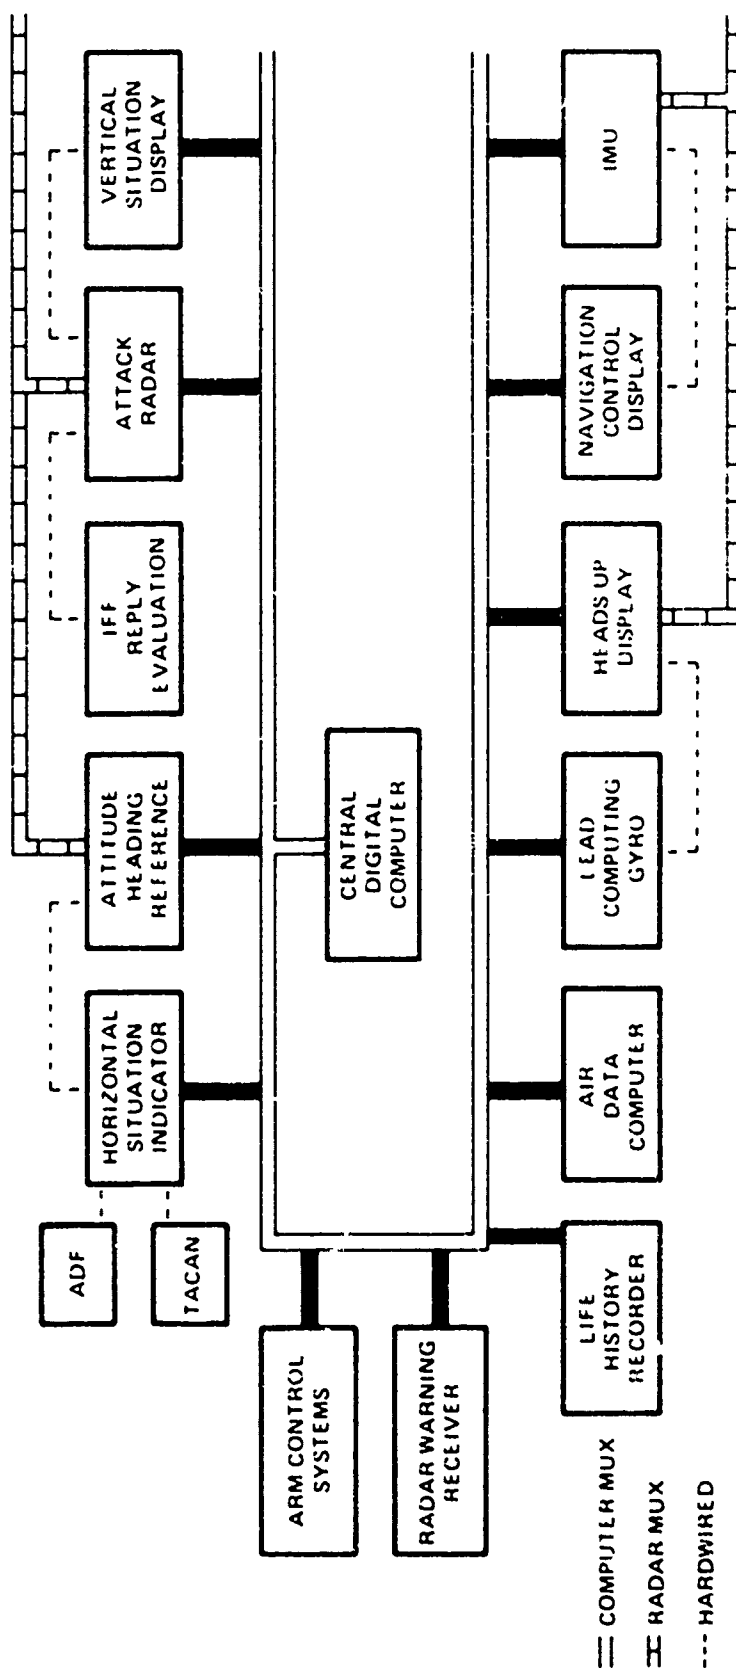 ADF
TACAN
HORIZONTAL
SITUATION
INDICATOR
ATTITUDE
HEADING
REFERENCE
IFF
REPLY
EVALUATION
ATTACK
RADAR
VERTICAL
SITUATION
DISPLAY
ARM CONTROL
SYSTEMS
RADAR WARNING
RECEIVER
CENTRAL
DIGITAL
COMPUTER
LIFE
HISTORY
RECORDER
AIR
DATA
COMPUTER
LEAD
COMPUTING
GYRO
HEADS UP
DISPLAY
NAVIGATION
CONTROL
DISPLAY
IMU
COMPUTER MUX
RADAR MUX
HARDWIRED